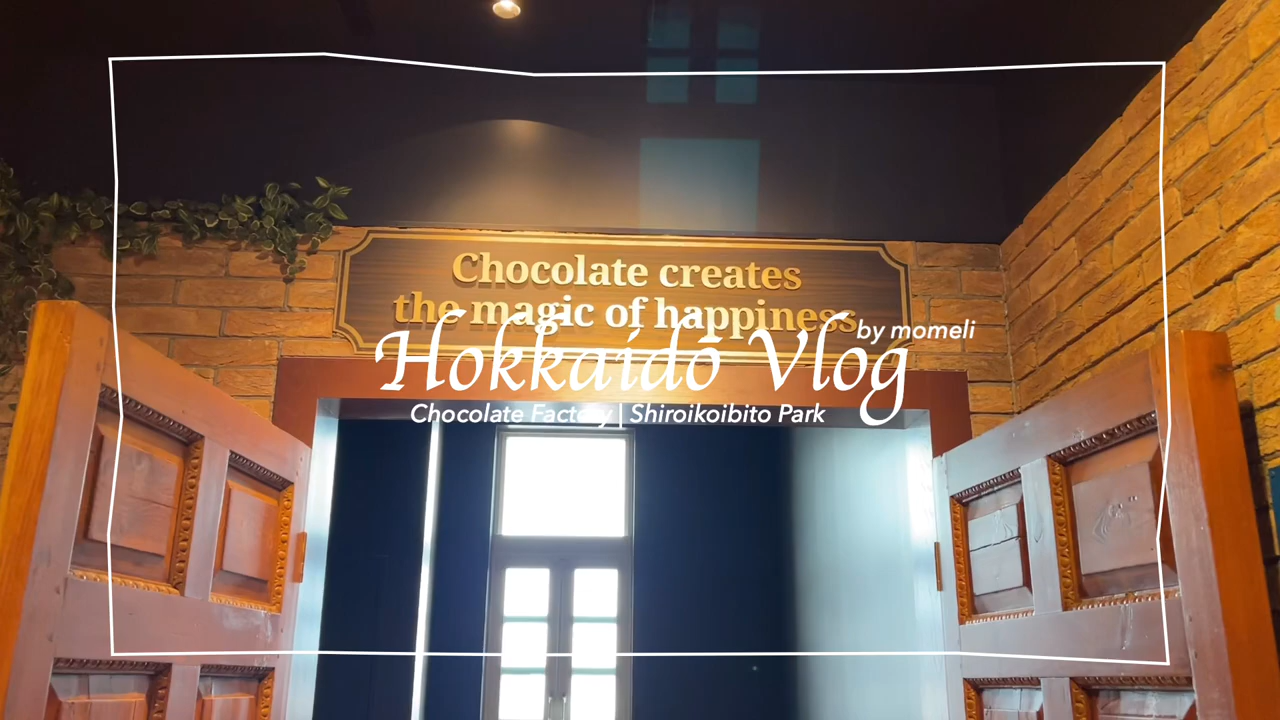 Chocolate creates
the magic of happiness
by momeli
Hokkaido Vlog
Chocolate Factory | Shiroikoibito Park